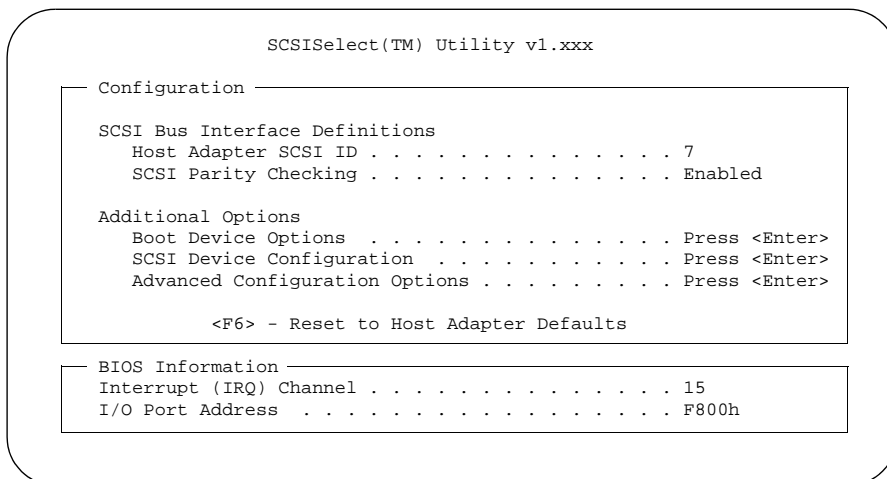 SCSISelect(TM) Utility v1.xxx
Configuration
SCSI Bus Interface Definitions
Host Adapter SCSI ID . . . . . . . . . . . . . . 7
SCSI Parity Checking . . . . . . . . . . . . . . Enabled
Additional Options
Boot Device Options . . . . . . . . . . . . . . Press <Enter>
SCSI Device Configuration . . . . . . . . . . . Press <Enter>
Advanced Configuration Options . . . . . . . . . Press <Enter>
<F6> - Reset to Host Adapter Defaults
BIOS Information
Interrupt (IRQ) Channel . . . . . . . . . . . . . . 15
I/O Port Address . . . . . . . . . . . . . . . . . F800h